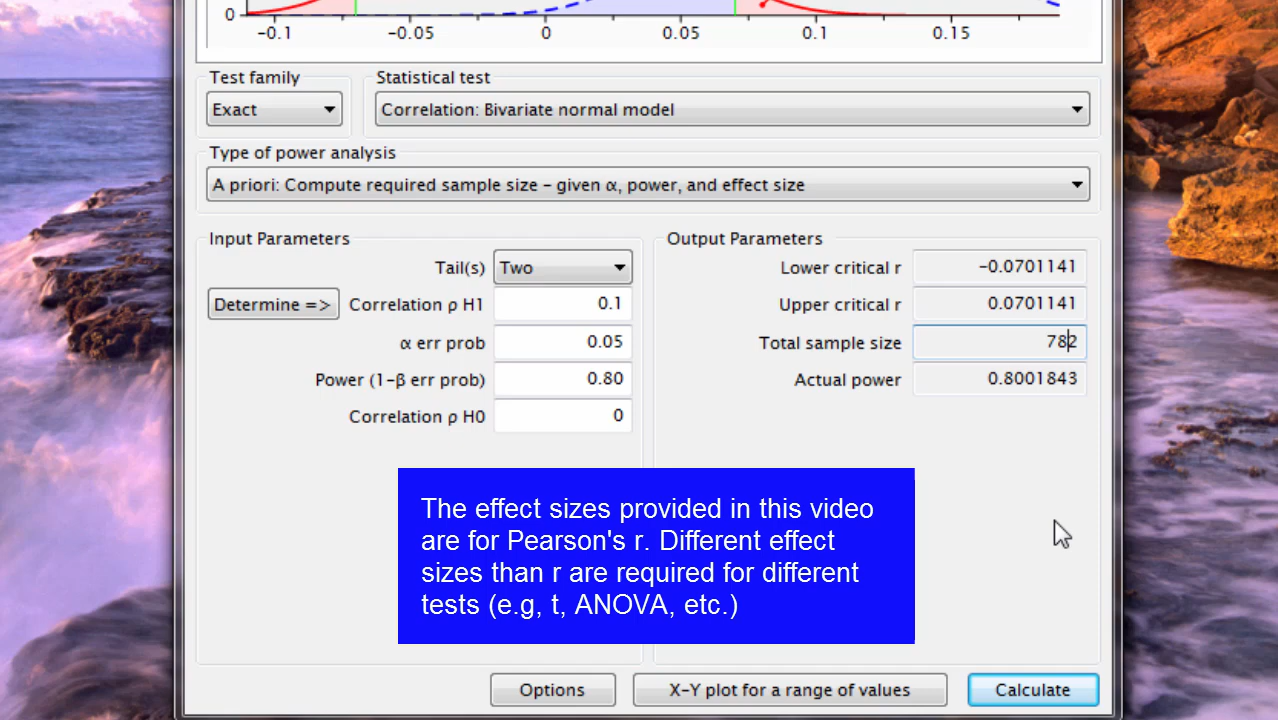 0
-0.1 -0.05 0 0.05 0.1 0.15
Test family Statistical test
Exact Correlation: Bivariate normal model
Type of power analysis
A priori: Compute required sample size - given α, power, and effect size
Input Parameters Output Parameters
Tail(s) Two Lower critical r -0.0701141
Determine => Correlation ρ H1 0.1 Upper critical r 0.0701141
α err prob 0.05 Total sample size 782
Power (1-β err prob) 0.80 Actual power 0.8001843
Correlation ρ H0 0
The effect sizes provided in this video
are for Pearson's r. Different effect
sizes than r are required for different
tests (e.g, t, ANOVA, etc.)
Options X-Y plot for a range of values Calculate